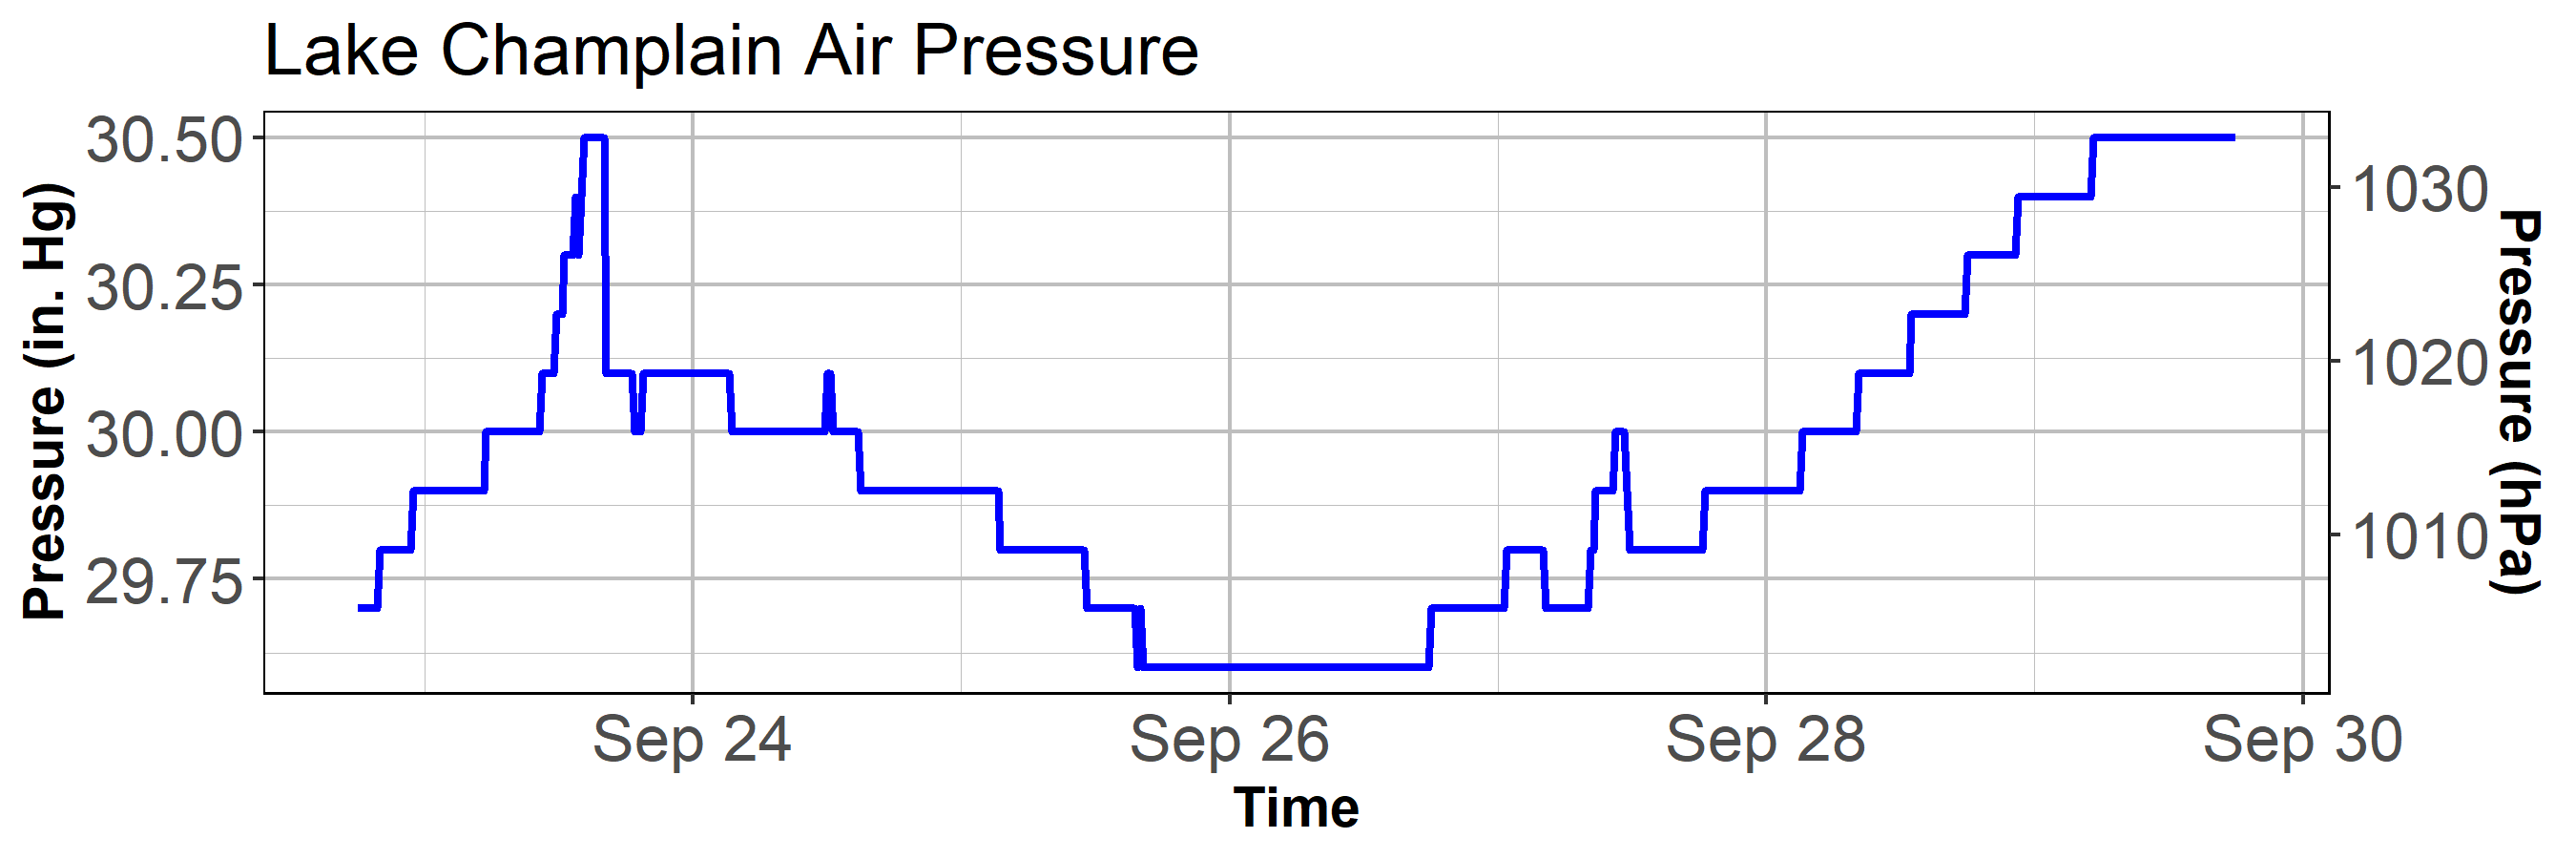 Lake Champlain Air Pressure
30.50
30.25
30.00
29.75
Pressure (in. Hg)
1030
1020
1010
Pressure (hPa)
Sep 24
Sep 26
Sep 28
Sep 30
Time